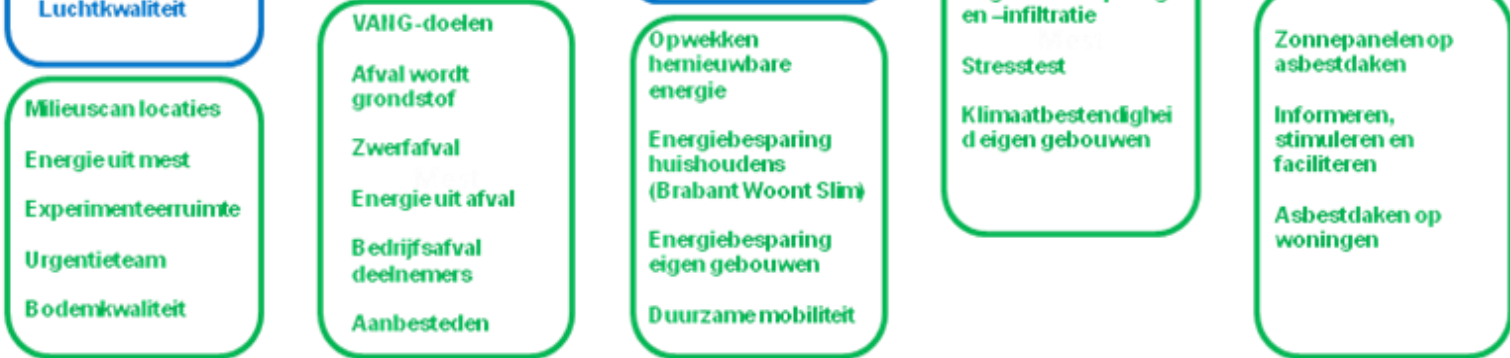 Luchtkwaliteit
Milieuscan locaties
Energie uit mest
Experimenteerruimte
Urgentieteam
Bodemkwaliteit
VANG-doelen
Afval wordt
grondstof
Zwerfafval
Energie uit afval
Bedrijfsafval
deelnemers
Aanbesteden
Opwekken
hernieuwbare
energie
Energiebesparing
huishoudens
(Brabant Woont Slim)
Energiebesparing
eigen gebouwen
Duurzame mobiliteit
en –infiltratie
Stresstest
Klimaatbestendighei
d eigen gebouwen
Zonnepanelen op
asbestdaken
Informeren,
stimuleren en
faciliteren
Asbestdaken op
woningen